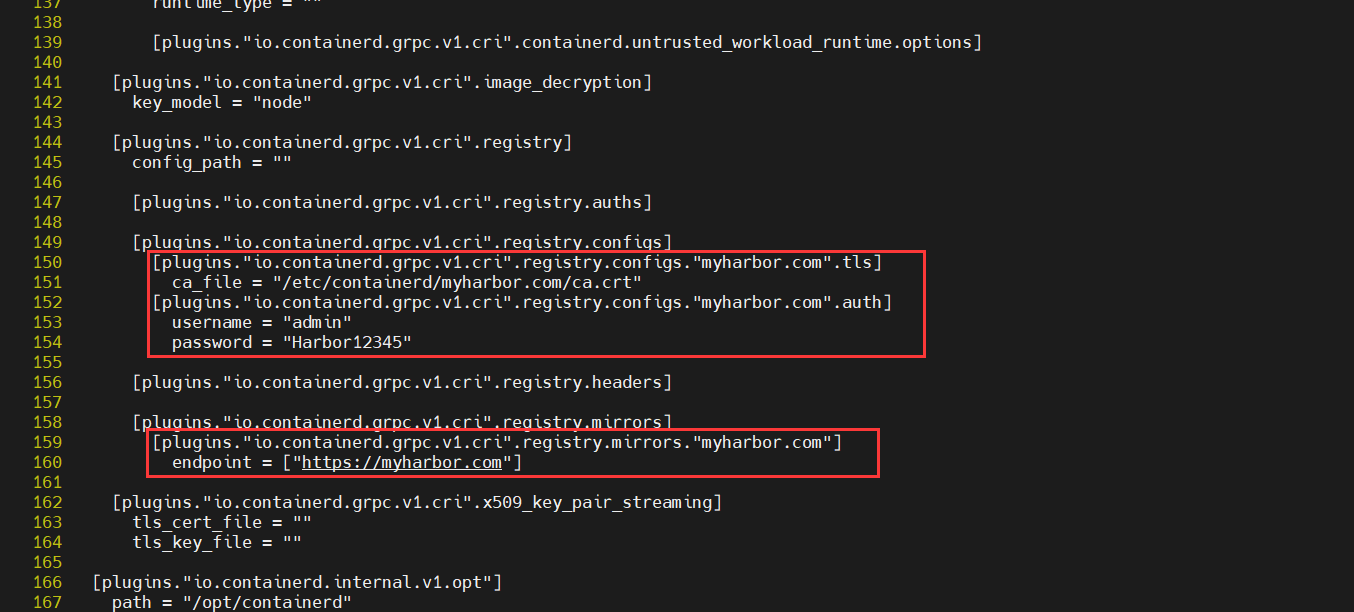 137 runtime_type = ""
138
139 [plugins."io.containerd.grpc.v1.cri".containerd.untrusted_workload_runtime.options]
140
141 [plugins."io.containerd.grpc.v1.cri".image_decryption]
142 key_model = "node"
143
144 [plugins."io.containerd.grpc.v1.cri".registry]
145 config_path = ""
146
147 [plugins."io.containerd.grpc.v1.cri".registry.auths]
148
149 [plugins."io.containerd.grpc.v1.cri".registry.configs]
150 [plugins."io.containerd.grpc.v1.cri".registry.configs."myharbor.com".tls]
151 ca_file = "/etc/containerd/myharbor.com/ca.crt"
152 [plugins."io.containerd.grpc.v1.cri".registry.configs."myharbor.com".auth]
153 username = "admin"
154 password = "Harbor12345"
155
156 [plugins."io.containerd.grpc.v1.cri".registry.headers]
157
158 [plugins."io.containerd.grpc.v1.cri".registry.mirrors]
159 [plugins."io.containerd.grpc.v1.cri".registry.mirrors."myharbor.com"]
160 endpoint = ["https://myharbor.com"]
161
162 [plugins."io.containerd.grpc.v1.cri".x509_key_pair_streaming]
163 tls_cert_file = ""
164 tls_key_file = ""
165
166 [plugins."io.containerd.internal.v1.opt"]
167 path = "/opt/containerd"